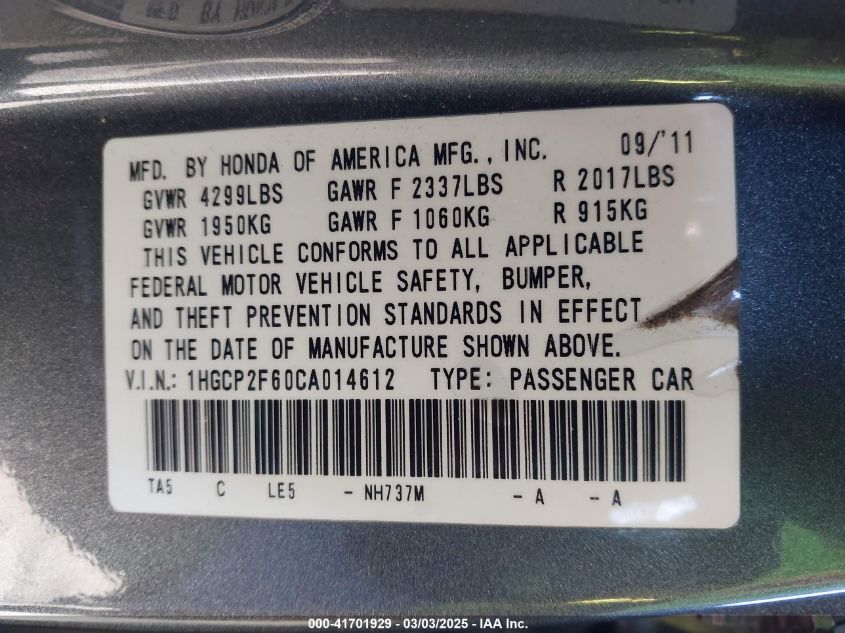 MFD. BY HONDA OF AMERICA MFG., INC. 09/'11
GVWR 4299LBS GAWR F 2337LBS R 2017LBS
GVWR 1950KG GAWR F 1060KG R 915KG
THIS VEHICLE CONFORMS TO ALL APPLICABLE
FEDERAL MOTOR VEHICLE SAFETY, BUMPER,
AND THEFT PREVENTION STANDARDS IN EFFECT
ON THE DATE OF MANUFACTURE SHOWN ABOVE.
V.I.N.: 1HGCP2F60CA014612 TYPE: PASSENGER CAR
TA5 C LE5 - NH737M - A - A
000-41701929 - 03/03/2025 - IAA Inc.